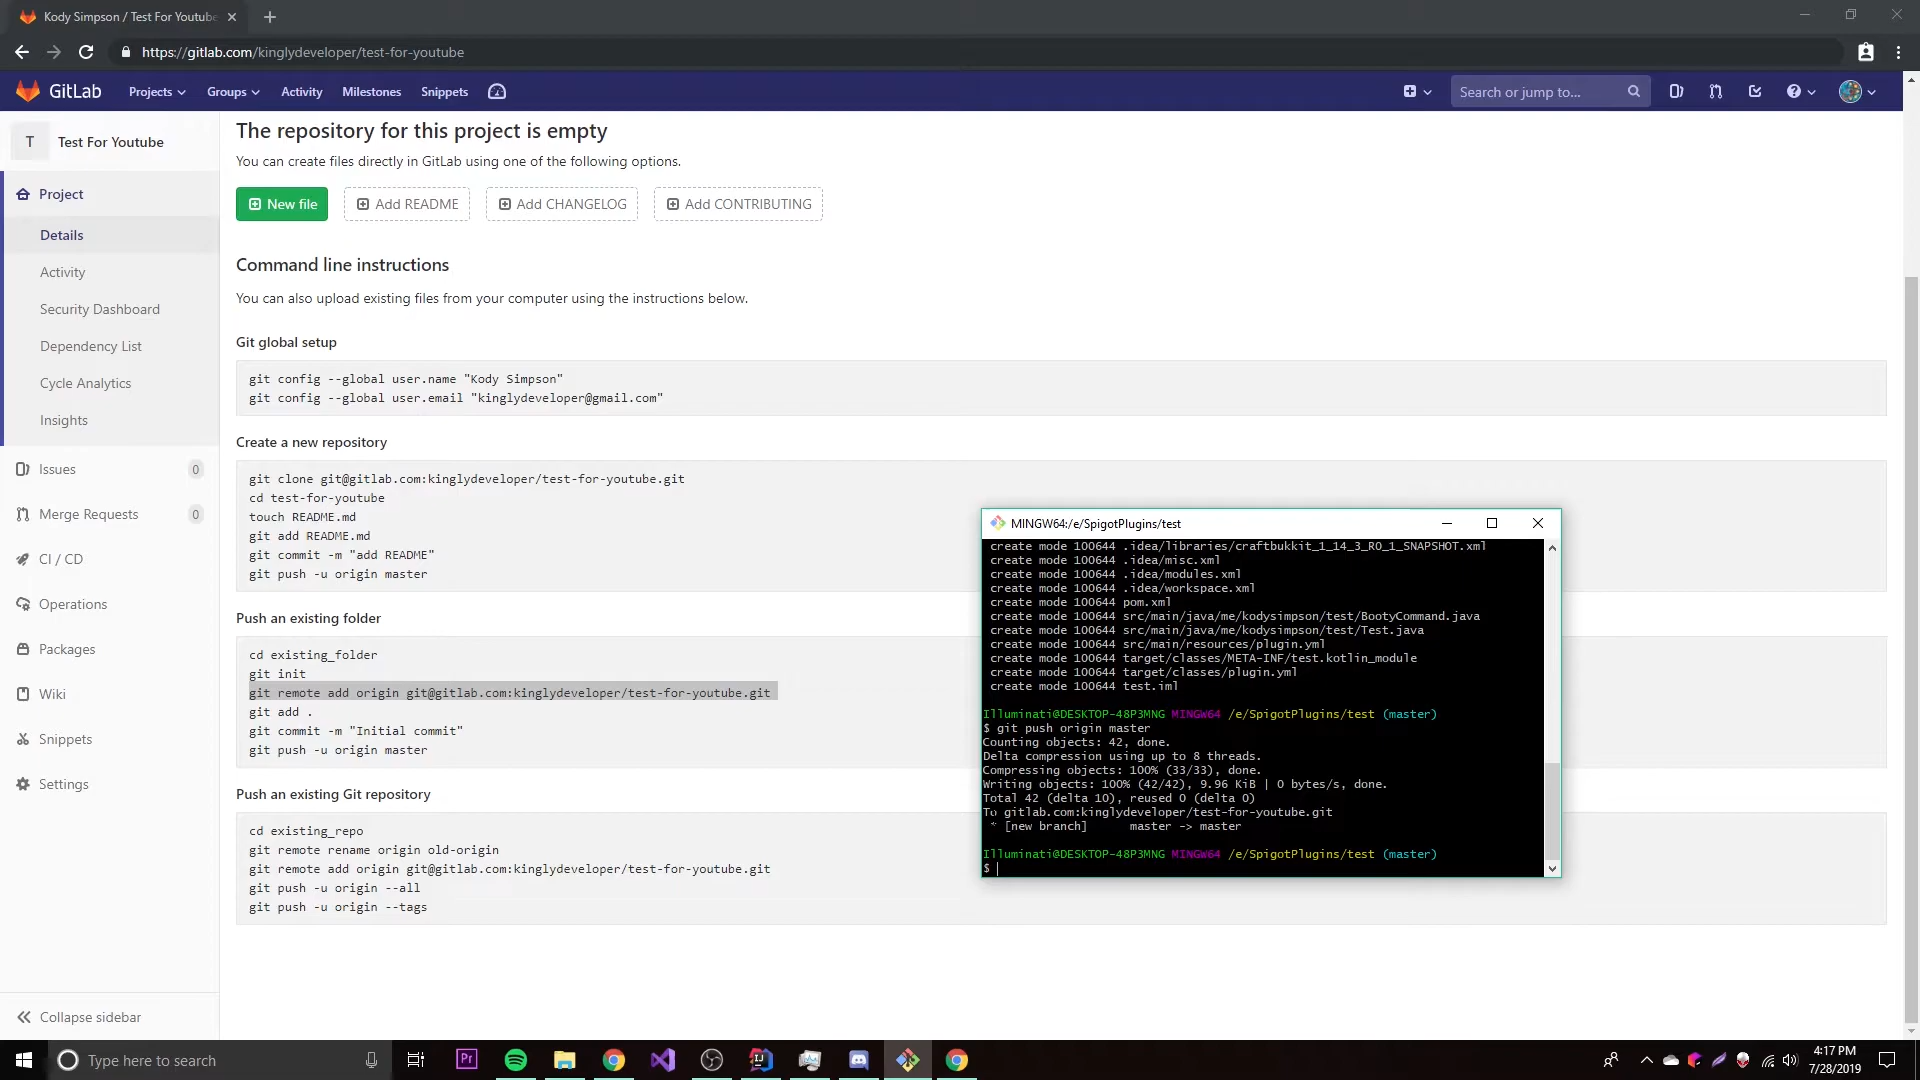 Kody Simpson / Test For Youtube
https://gitlab.com/kinglydeveloper/test-for-youtube
GitLab
Projects
Groups
Activity
Milestones
Snippets
Search or jump to...
T
Test For Youtube
Project
Details
Activity
Security Dashboard
Dependency List
Cycle Analytics
Insights
Issues
0
Merge Requests
0
CI / CD
Operations
Packages
Wiki
Snippets
Settings
Collapse sidebar
The repository for this project is empty
You can create files directly in GitLab using one of the following options.
New file
Add README
Add CHANGELOG
Add CONTRIBUTING
Command line instructions
You can also upload existing files from your computer using the instructions below.
Git global setup
git config --global user.name "Kody Simpson"
git config --global user.email "kinglydeveloper@gmail.com"
Create a new repository
git clone git@gitlab.com:kinglydeveloper/test-for-youtube.git
cd test-for-youtube
touch README.md
git add README.md
git commit -m "add README"
git push -u origin master
Push an existing folder
cd existing_folder
git init
git remote add origin git@gitlab.com:kinglydeveloper/test-for-youtube.git
git add .
git commit -m "Initial commit"
git push -u origin master
Push an existing Git repository
cd existing_repo
git remote rename origin old-origin
git remote add origin git@gitlab.com:kinglydeveloper/test-for-youtube.git
git push -u origin --all
git push -u origin --tags
MINGW64:/e/SpigotPlugins/test
create mode 100644 .idea/libraries/craftbukkit_1_14_3_R0_1_SNAPSHOT.xml
create mode 100644 .idea/misc.xml
create mode 100644 .idea/modules.xml
create mode 100644 .idea/workspace.xml
create mode 100644 pom.xml
create mode 100644 src/main/java/me/kodysimpson/test/BootyCommand.java
create mode 100644 src/main/java/me/kodysimpson/test/Test.java
create mode 100644 src/main/resources/plugin.yml
create mode 100644 target/classes/META-INF/test.kotlin_module
create mode 100644 target/classes/plugin.yml
create mode 100644 test.iml
Illuminati@DESKTOP-48P3MNG MINGW64 /e/SpigotPlugins/test (master)
$ git push origin master
Counting objects: 42, done.
Delta compression using up to 8 threads.
Compressing objects: 100% (33/33), done.
Writing objects: 100% (42/42), 9.96 KiB | 0 bytes/s, done.
Total 42 (delta 10), reused 0 (delta 0)
To gitlab.com:kinglydeveloper/test-for-youtube.git
* [new branch]      master -> master
Illuminati@DESKTOP-48P3MNG MINGW64 /e/SpigotPlugins/test (master)
$
Type here to search
Pr
4:17 PM
7/28/2019